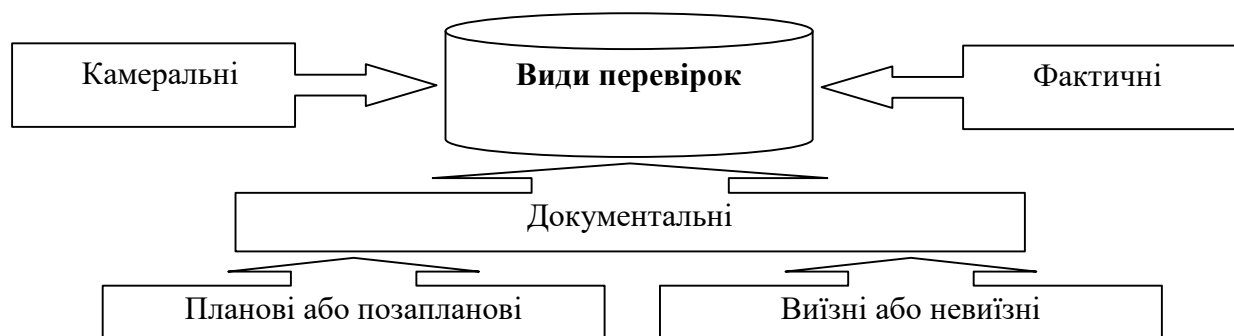 Камеральні
Види перевірок
Фактичні
Документальні
Планові або позапланові
Виїзні або невиїзні